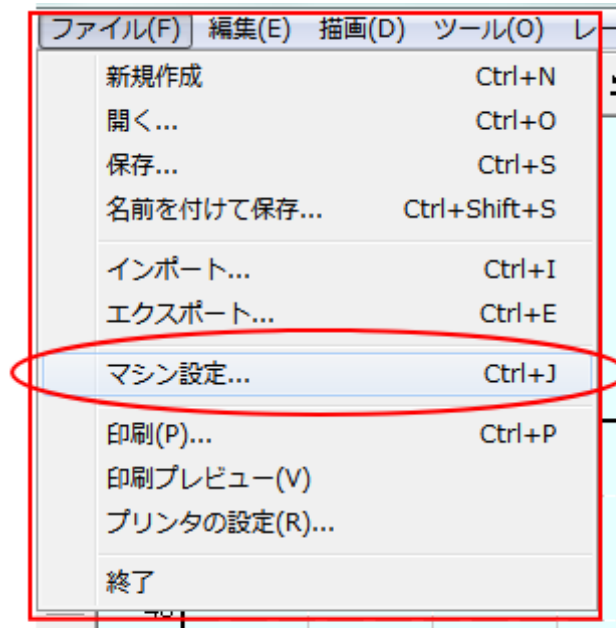 ファイル(F) 編集(E) 描画(D) ツール(O) レー
新規作成 Ctrl+N
開く... Ctrl+O
保存... Ctrl+S
名前を付けて保存... Ctrl+Shift+S
インポート... Ctrl+I
エクスポート... Ctrl+E
マシン設定... Ctrl+J
印刷(P)... Ctrl+P
印刷プレビュー(V)
プリンタの設定(R)...
終了